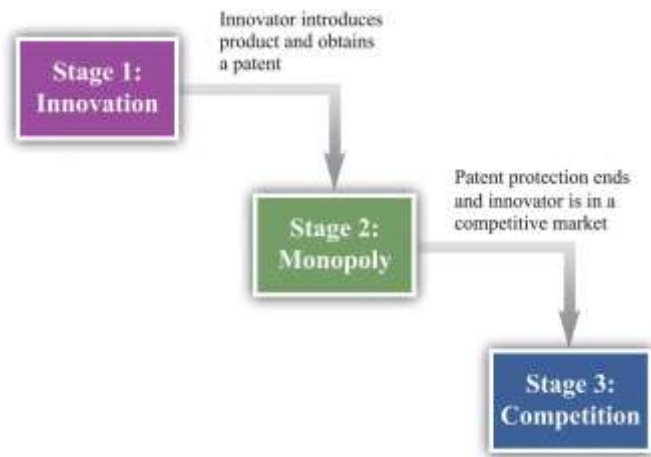 Innovator introduces
product and obtains
a patent
Stage 1:
Innovation
Patent protection ends
and innovator is in a
competitive market
Stage 2:
Monopoly
Stage 3:
Competition